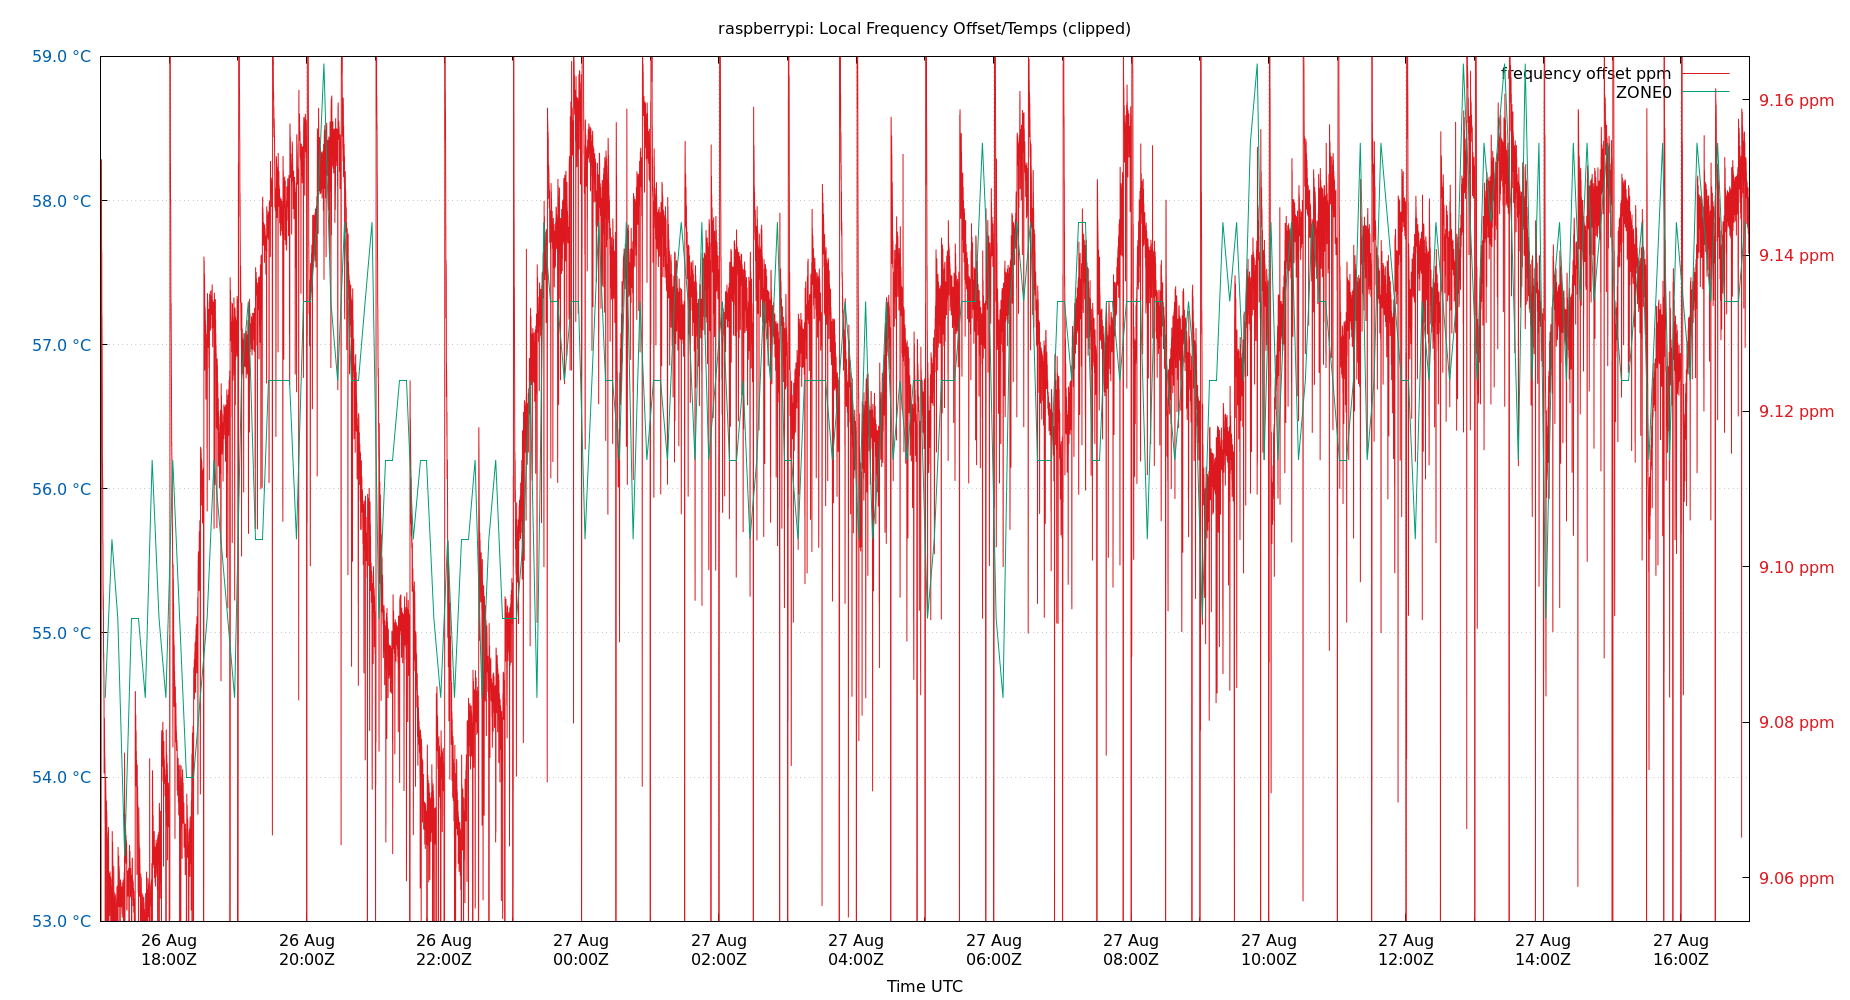 raspberrypi: Local Frequency Offset/Temps (clipped)
59.0 °C
58.0 °C
57.0 °C
56.0 °C
55.0 °C
54.0 °C
53.0 °C
frequency offset ppm
ZONE0
9.16 ppm
9.14 ppm
9.12 ppm
9.10 ppm
9.08 ppm
9.06 ppm
26 Aug
18:00Z
26 Aug
20:00Z
26 Aug
22:00Z
27 Aug
00:00Z
27 Aug
02:00Z
27 Aug
04:00Z
27 Aug
06:00Z
27 Aug
08:00Z
27 Aug
10:00Z
27 Aug
12:00Z
27 Aug
14:00Z
27 Aug
16:00Z
Time UTC